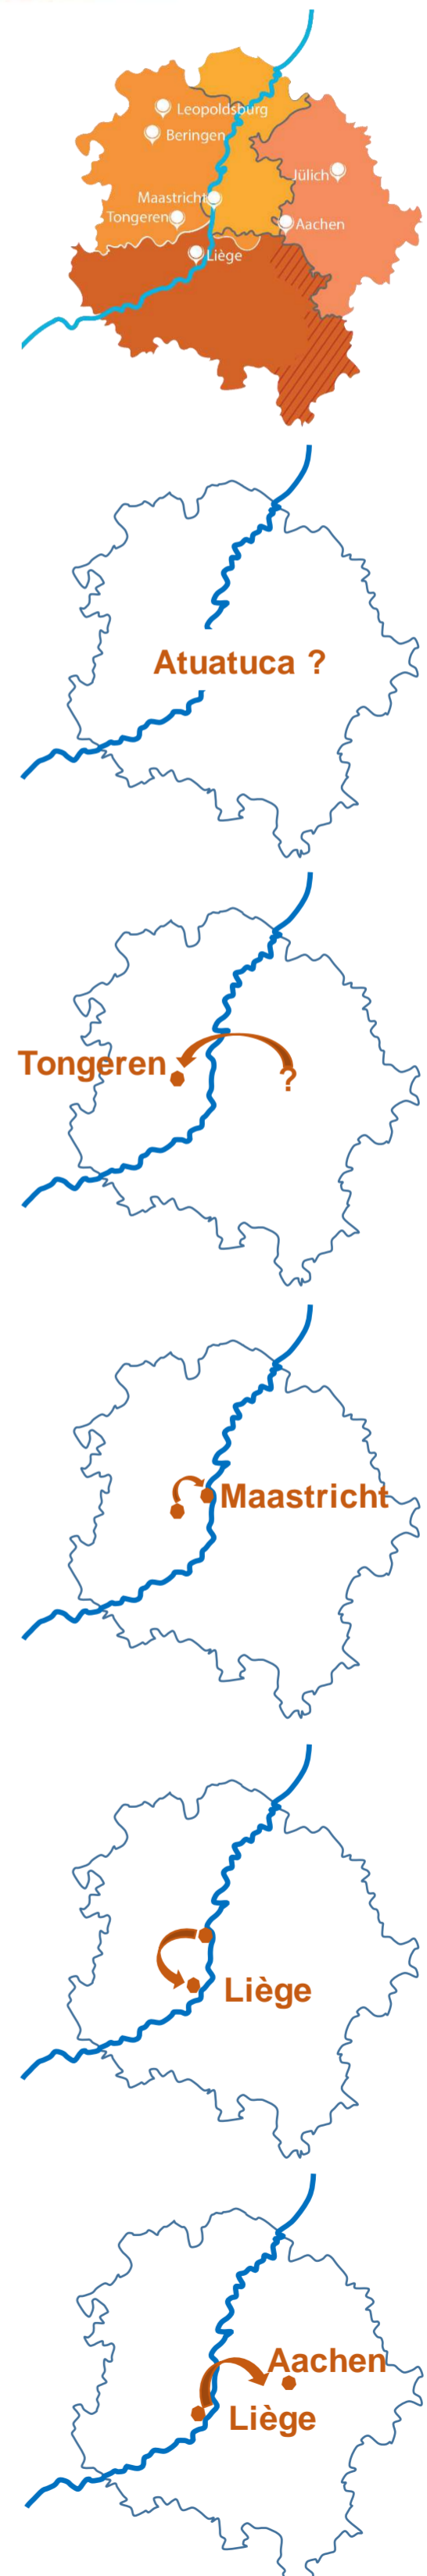 Leopoldsburg
Beringen
Jülich
Maastricht
Tongeren
Aachen
Liège
Atuatuca ?
Tongeren
?
Maastricht
Liège
Aachen
Liège